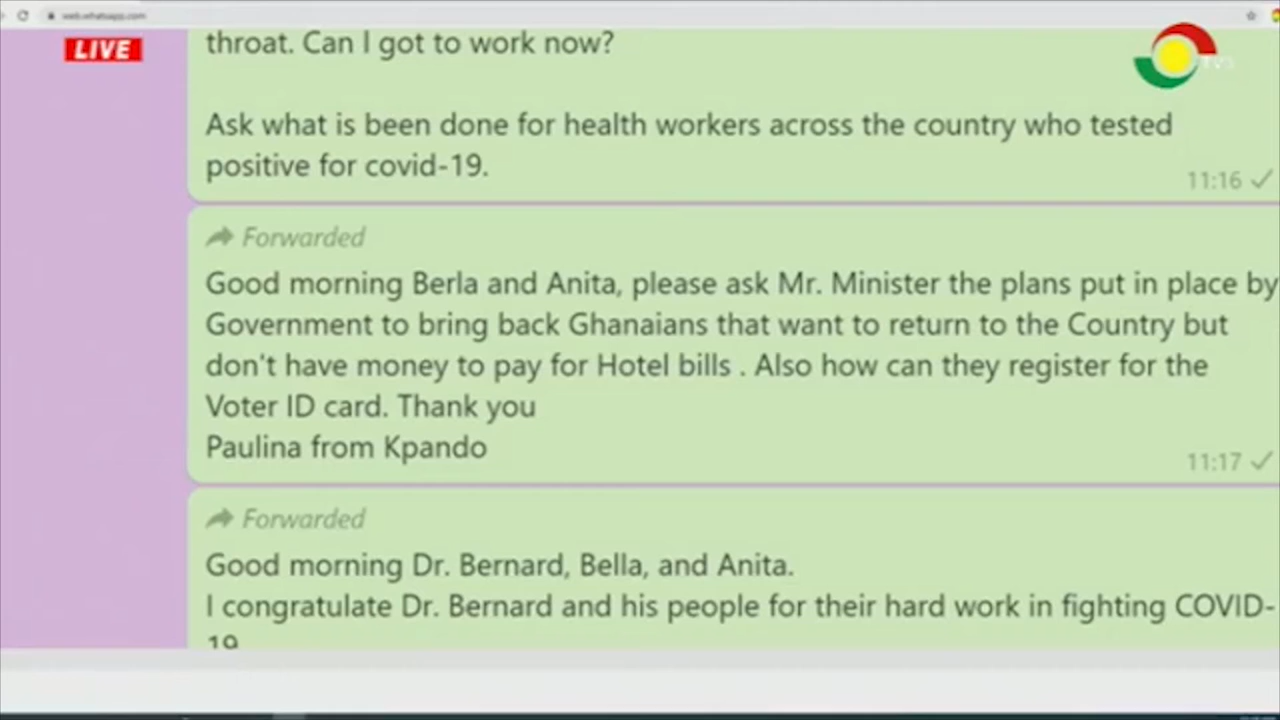 web.whatsapp.com
LIVE
throat. Can I got to work now?
Ask what is been done for health workers across the country who tested
positive for covid-19.
11:16
Forwarded
Good morning Berla and Anita, please ask Mr. Minister the plans put in place by
Government to bring back Ghanaians that want to return to the Country but
don't have money to pay for Hotel bills . Also how can they register for the
Voter ID card. Thank you
Paulina from Kpando
11:17
Forwarded
Good morning Dr. Bernard, Bella, and Anita.
I congratulate Dr. Bernard and his people for their hard work in fighting COVID-
19